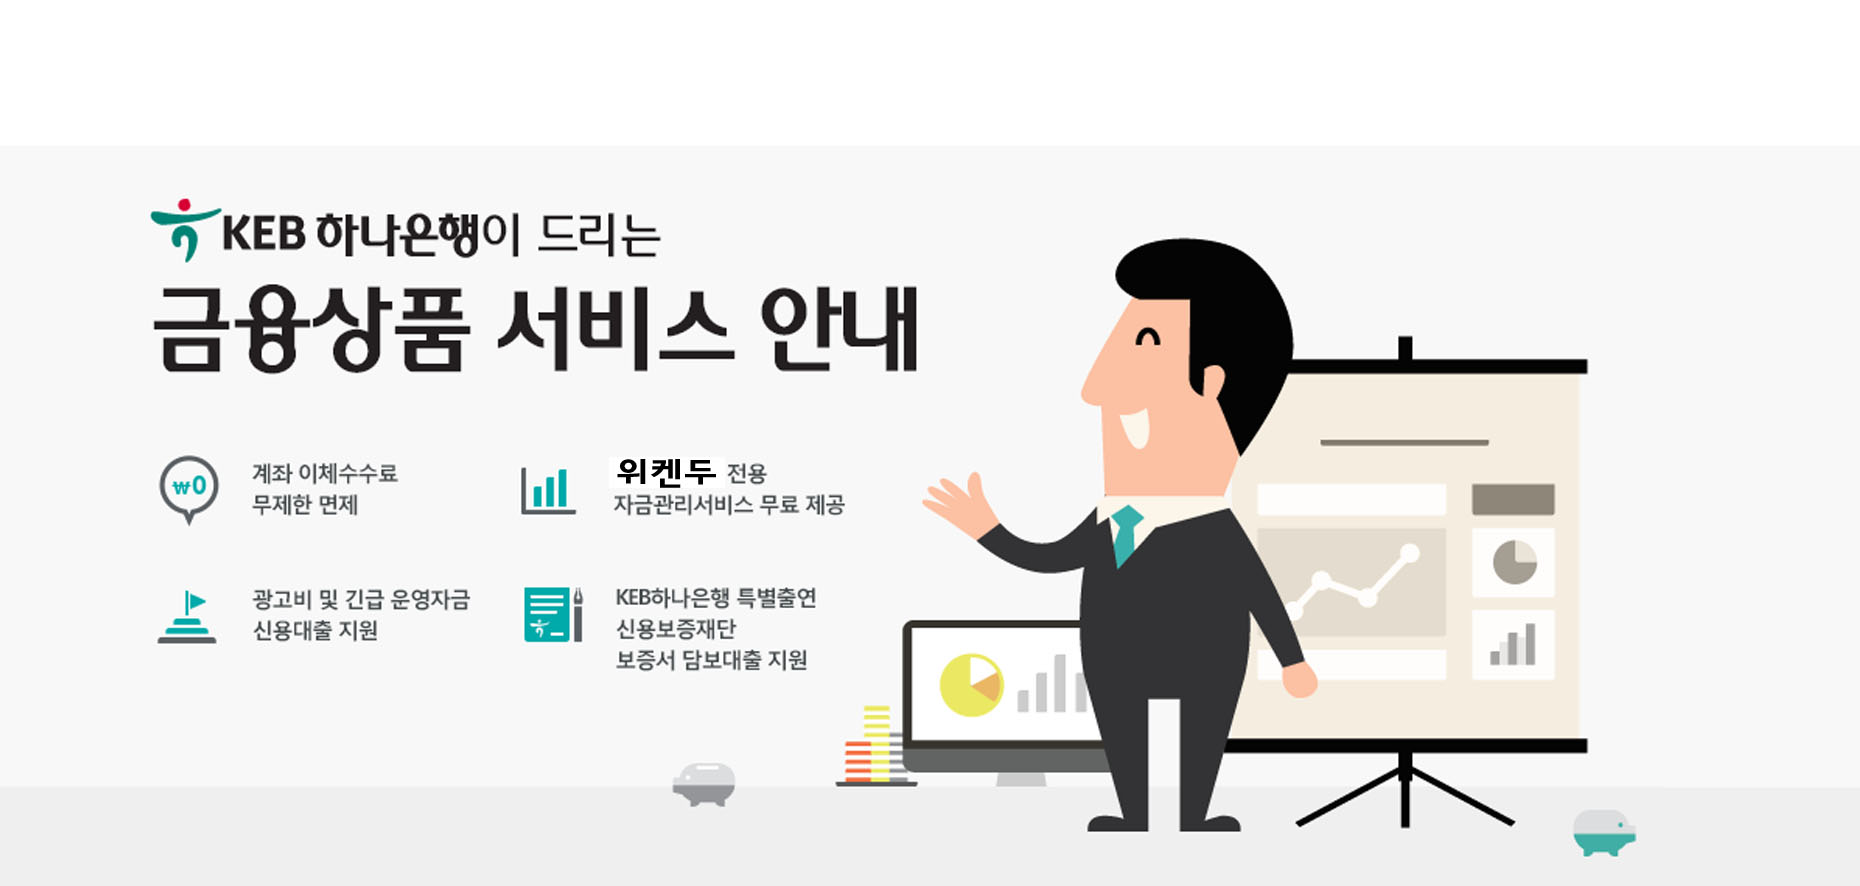 KEB 하나은행이 드리는
금융상품 서비스 안내
₩0
계좌 이체수수료
무제한 면제
위켄두 전용
자금관리서비스 무료 제공
광고비 및 긴급 운영자금
신용대출 지원
KEB하나은행 특별출연
신용보증재단
보증서 담보대출 지원